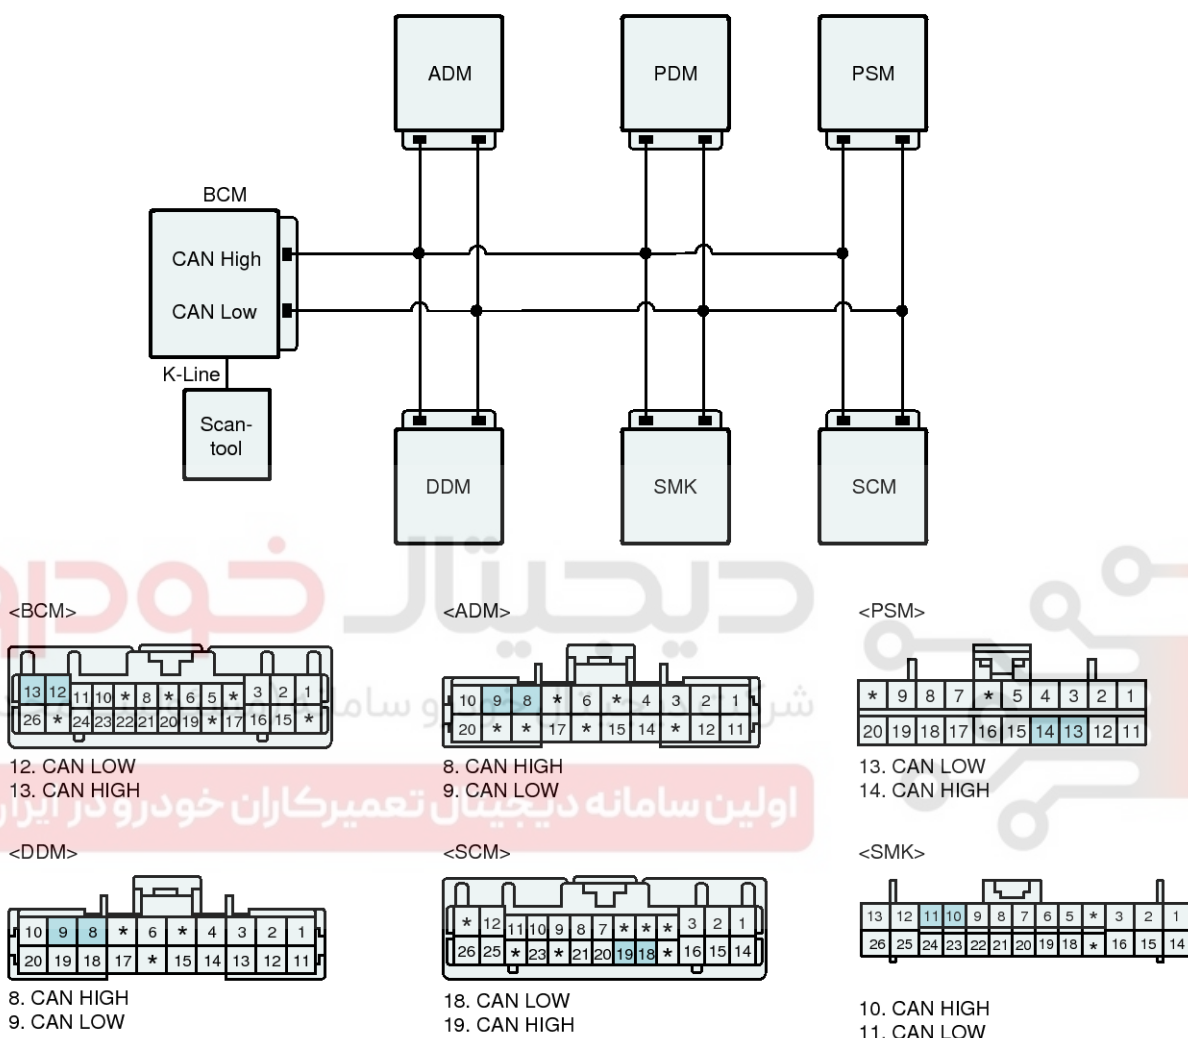 ADM
PDM
PSM
BCM
CAN High
CAN Low
K-Line
Scan-
tool
DDM
SMK
SCM
دیجیتال خودرو
<BCM>
<ADM>
<PSM>
13 12 11 10 * 8 * 6 5 * 3 2 1
26 * 24 23 22 21 20 19 * 17 16 15 *
10 9 8 * 6 * 4 3 2 1
20 * * 17 * 15 14 * 12 11
* 9 8 7 * 5 4 3 2 1
20 19 18 17 16 15 14 13 12 11
12. CAN LOW
13. CAN HIGH
8. CAN HIGH
9. CAN LOW
13. CAN LOW
14. CAN HIGH
اولین سامانه دیجیتال تعمیرکاران خودرو در ایران
<DDM>
<SCM>
<SMK>
10 9 8 * 6 * 4 3 2 1
20 19 18 17 * 15 14 13 12 11
* 12 11 10 9 8 7 * * * 3 2 1
26 25 * 23 * 21 20 19 18 * 16 15 14
13 12 11 10 9 8 7 6 5 * 3 2 1
26 25 24 23 22 21 20 19 18 * 16 15 14
8. CAN HIGH
9. CAN LOW
18. CAN LOW
19. CAN HIGH
10. CAN HIGH
11. CAN LOW